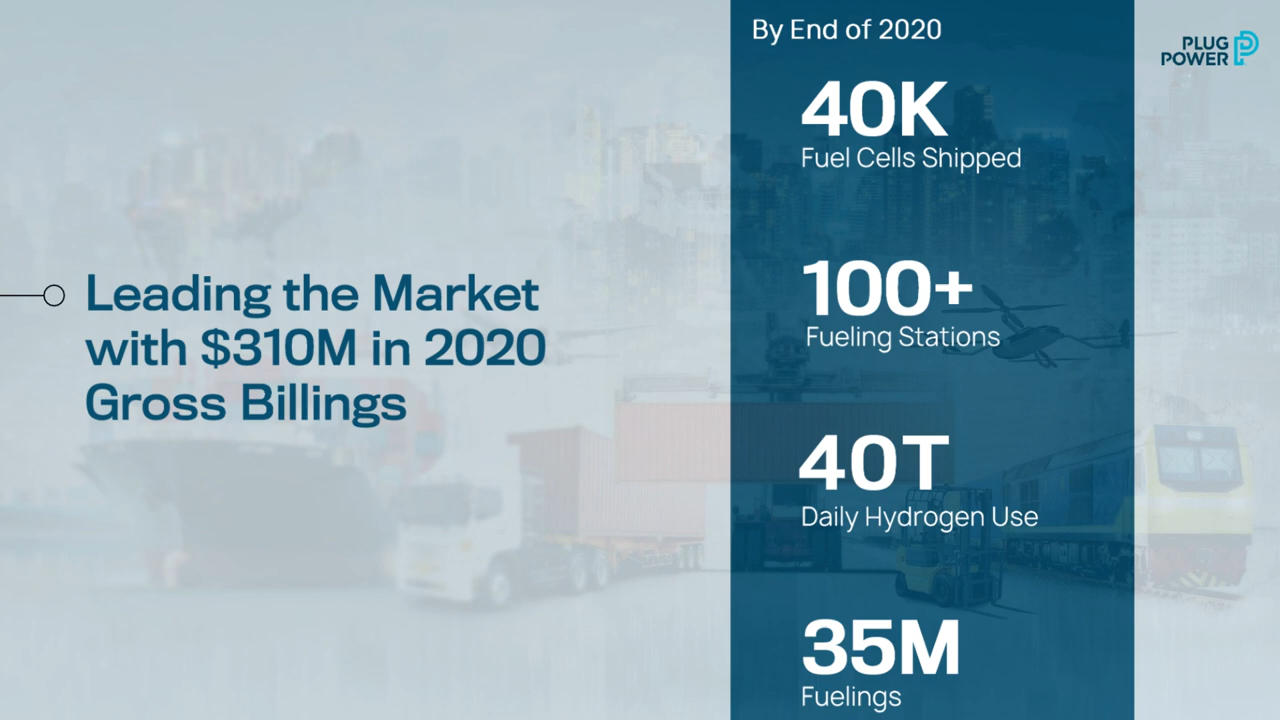 Leading the Market
with $310M in 2020
Gross Billings
By End of 2020
40K
Fuel Cells Shipped
100+
Fueling Stations
40T
Daily Hydrogen Use
35M
Fuelings
PLUG
POWER